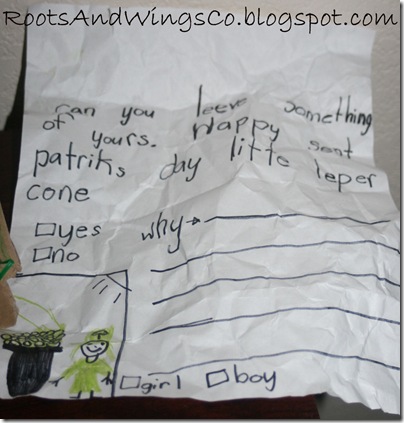 RootsAndWingsCo.blogspot.com
can you leeve something
of yours. Happy sent
patriks day litte leper
cone
yes why
no
girl boy